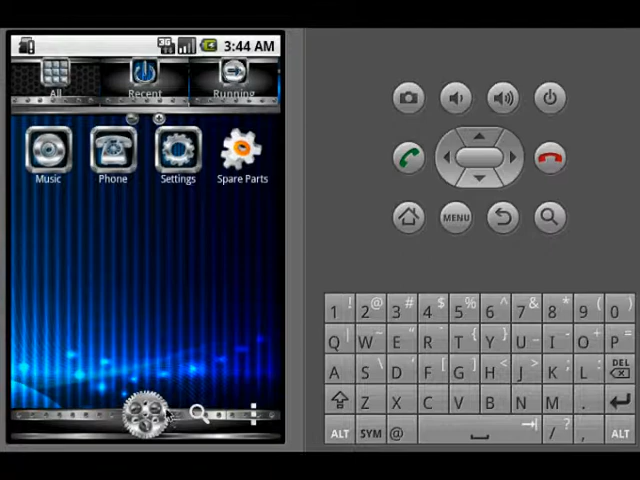 3G 3:44 AM
All Recent Running
Music Phone Settings Spare Parts
MENU
1 ! 2 @ 3 # 4 $ 5 % 6 ^ 7 & 8 * 9 ( 0 )
Q | W ~ E “ R ` T { Y } U _ I - O + P =
A S \ D ' F [ G ] H < J > K ; L : DEL
Z X C V B N M .
ALT SYM @ / ? , ALT